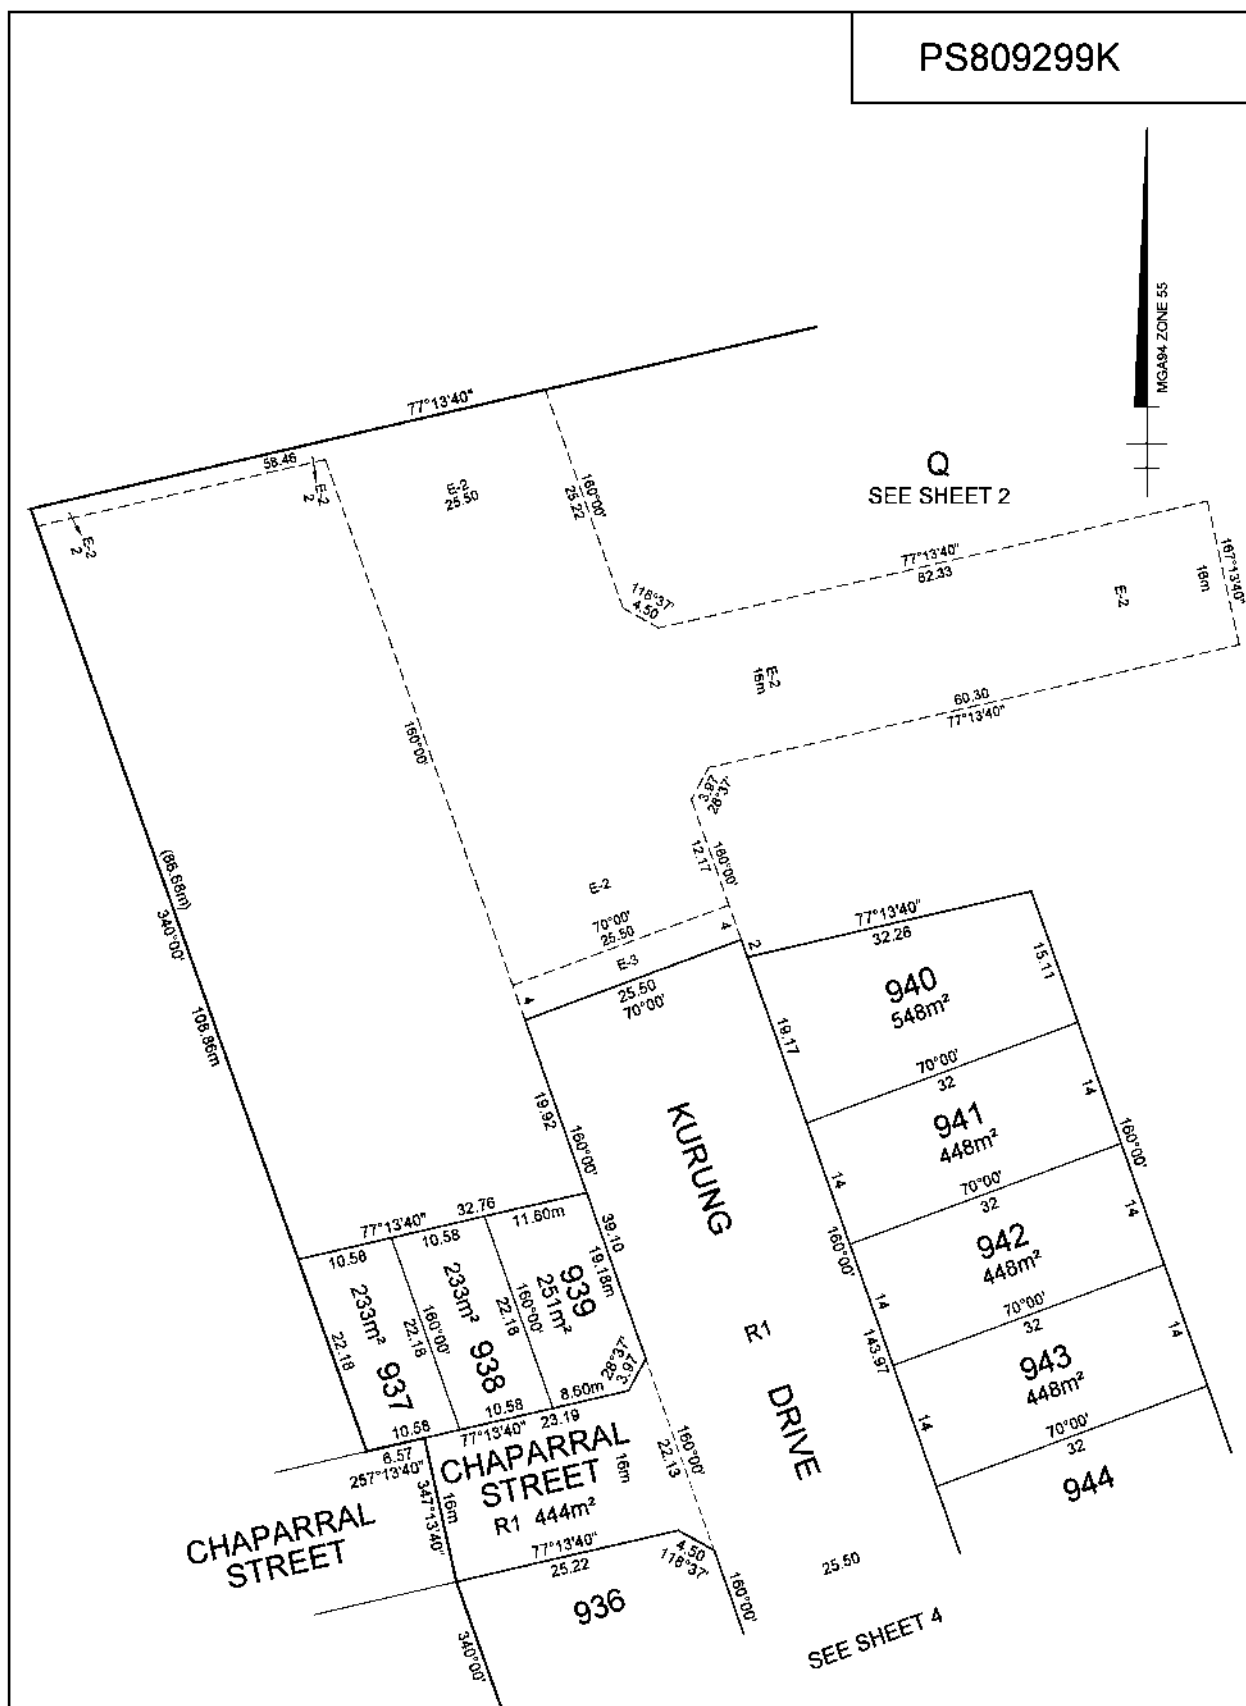 PS809299K
MGA94 ZONE 55
77°13'40"
58.46
E-2
2
E-2
2
E-2
25.50
160°00'
25.22
Q
SEE SHEET 2
77°13'40"
62.33
167°13'40"
16m
E-2
118°37'
4.50
E-2
16m
60.30
77°13'40"
160°00'
3.97
28°37'
160°00'
12.17
(86.68m)
340°00'
108.86m
E-2
70°00'
25.50
4
E-3
4
25.50
70°00'
2
77°13'40"
32.26
15.11
940
548m²
19.17
70°00'
32
14
941
448m²
160°00'
19.92
160°00'
KURUNG
14
70°00'
32
14
942
448m²
160°00'
77°13'40"
32.76
10.58
10.58
11.60m
39.10
19.18m
14
70°00'
32
14
943
448m²
143.97
14
70°00'
32
944
233m²
937
22.18
22.18
160°00'
233m²
938
22.18
160°00'
939
251m²
28°37'
3.97
8.60m
R1
DRIVE
10.58
10.58
23.19
77°13'40"
6.57
257°13'40"
CHAPARRAL
STREET
R1 444m²
16m
16m
347°13'40"
160°00'
22.13
CHAPARRAL
STREET
77°13'40"
25.22
4.50
118°37'
160°00'
936
340°00'
25.50
SEE SHEET 4